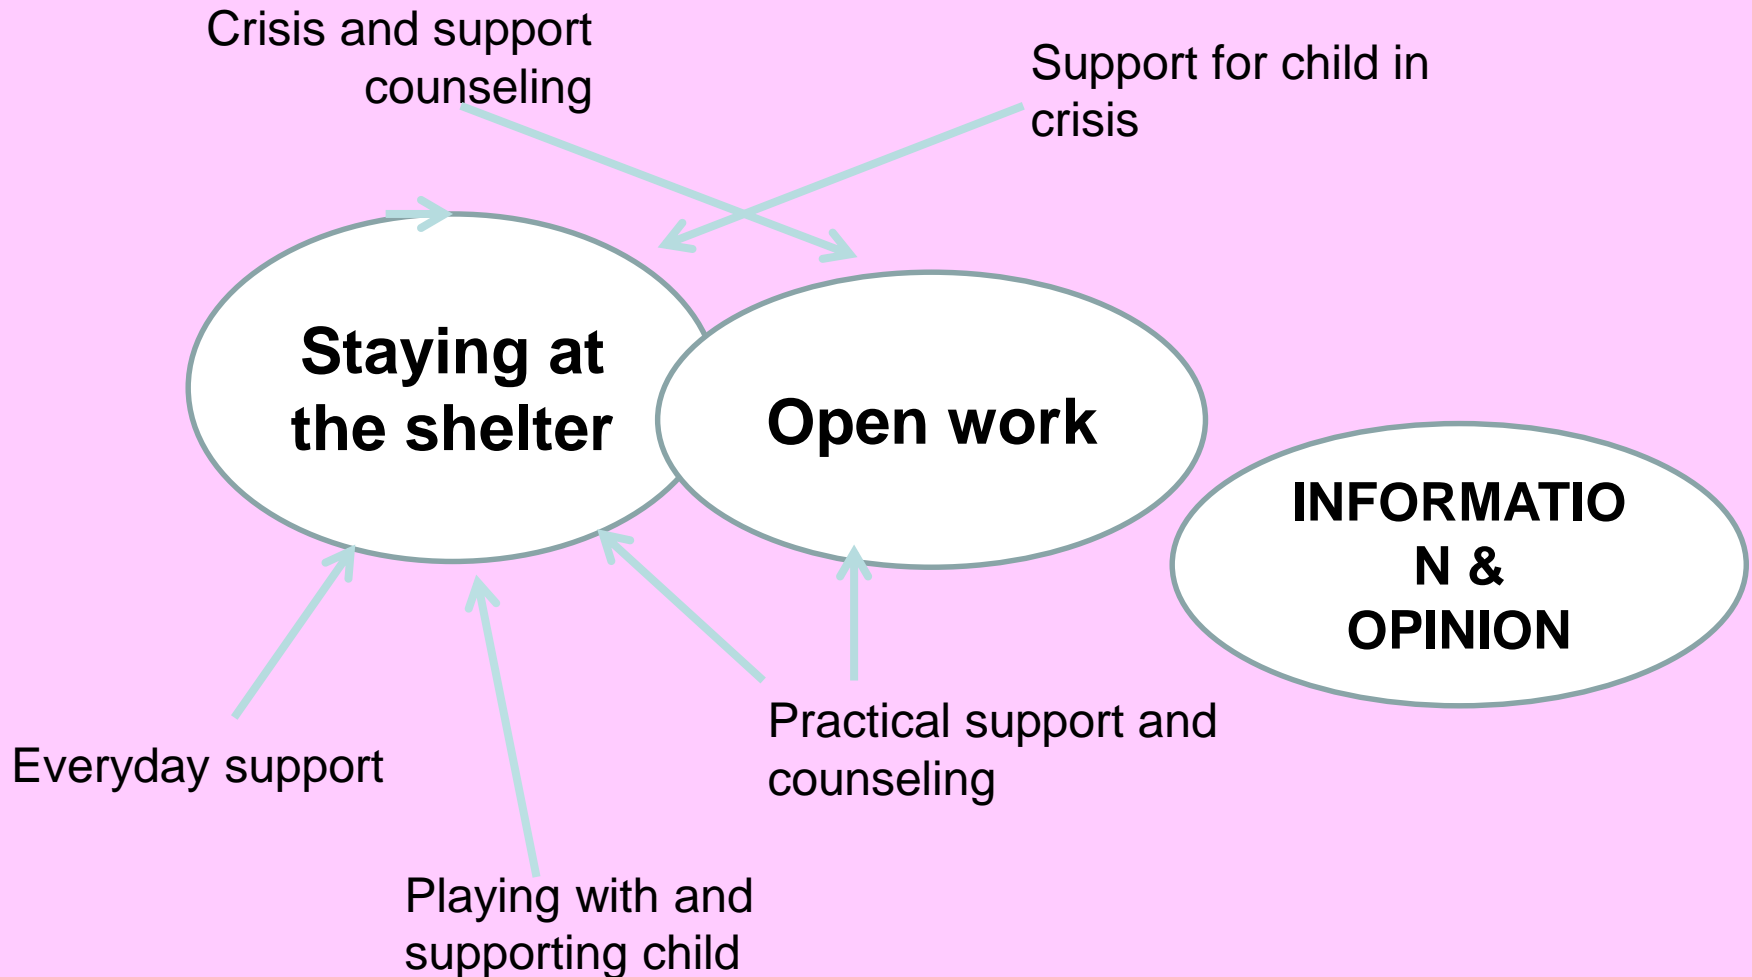 Crisis and support
counseling
Support for child in
crisis
Staying at
the shelter
Open work
INFORMATIO
N &
OPINION
Everyday support
Practical support and
counseling
Playing with and
supporting child